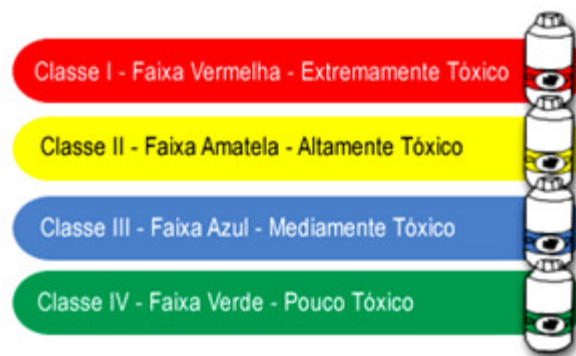 Classe I - Faixa Vermelha - Extremamente Tóxico
Classe II - Faixa Amatela - Altamente Tóxico
Classe III - Faixa Azul - Mediamente Tóxico
Classe IV - Faixa Verde - Pouco Tóxico